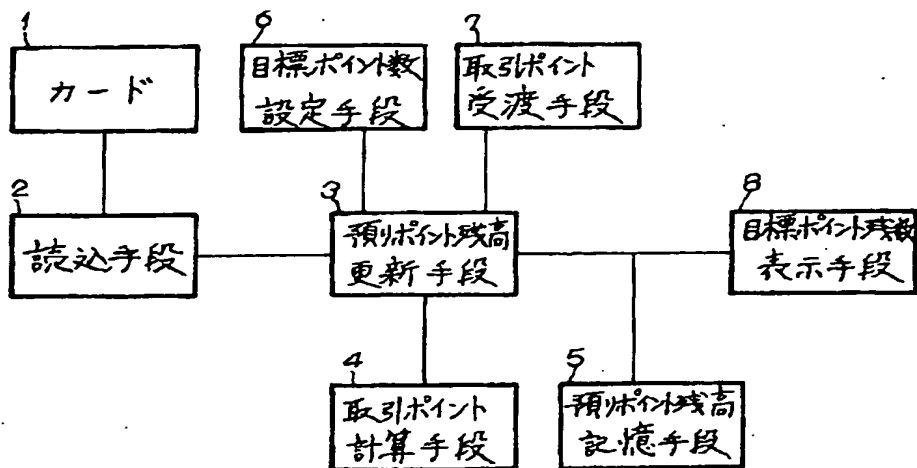 1
カード
6
目標ポイント数
設定手段
7
取引ポイント
受渡手段
2
読込手段
3
預りポイント残高
更新手段
8
目標ポイント残数
表示手段
4
取引ポイント
計算手段
5
預りポイント残高
記憶手段